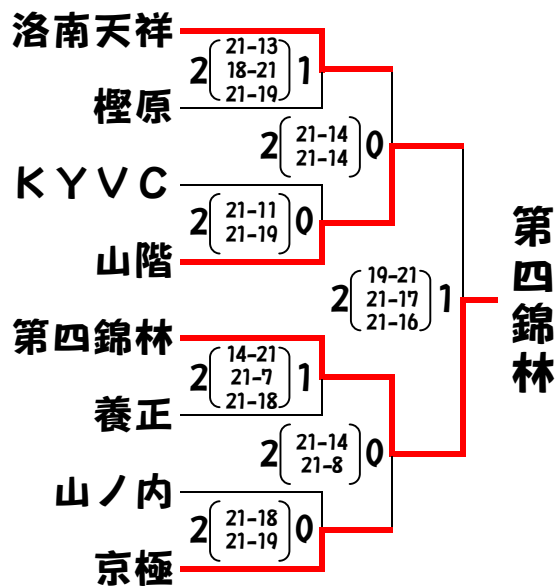 洛南天祥
2 21-13 1
18-21
21-19
樫原
2 21-14 0
21-14
ＫＹＶＣ
2 21-11 0
21-19
山階
2 19-21 1
21-17
21-16
第四錦林
第四錦林
2 14-21 1
21-7
21-18
養正
2 21-14 0
21-8
山ノ内
2 21-18 0
21-19
京極